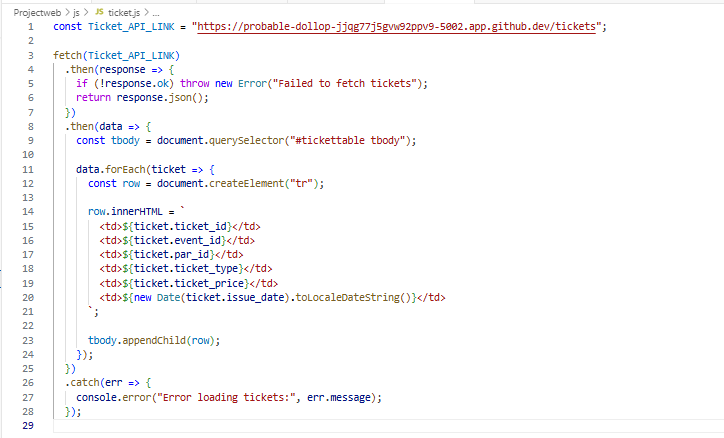 Projectweb > js > JS ticket.js > ...
1 const Ticket_API_LINK = "https://probable-dollop-jjqg77j5gvw92ppv9-5002.app.github.dev/tickets";
2
3 fetch(Ticket_API_LINK)
4 .then(response => {
5 if (!response.ok) throw new Error("Failed to fetch tickets");
6 return response.json();
7 })
8 .then(data => {
9 const tbody = document.querySelector("#tickettable tbody");
10
11 data.forEach(ticket => {
12 const row = document.createElement("tr");
13
14 row.innerHTML = `
15 <td>${ticket.ticket_id}</td>
16 <td>${ticket.event_id}</td>
17 <td>${ticket.par_id}</td>
18 <td>${ticket.ticket_type}</td>
19 <td>${ticket.ticket_price}</td>
20 <td>${new Date(ticket.issue_date).toLocaleDateString()}</td>
21 `;
22
23 tbody.appendChild(row);
24 });
25 })
26 .catch(err => {
27 console.error("Error loading tickets:", err.message);
28 });
29